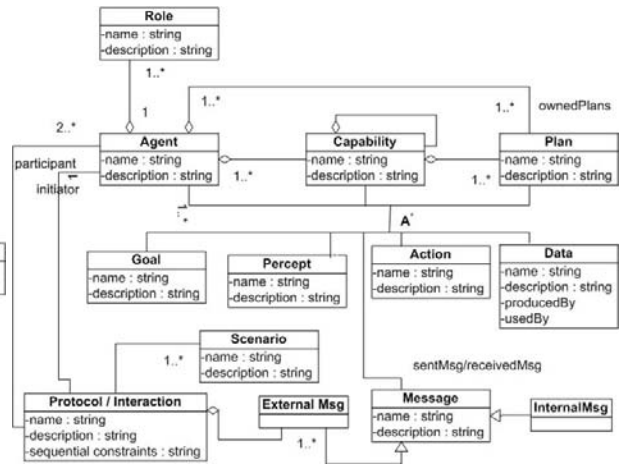 Role
-name : string
-description : string
1..*
1
1..*
1..*
ownedPlans
2..*
Agent
-name : string
-description : string
Capability
-name : string
-description : string
Plan
-name : string
-description : string
participant
initiator
1
1..*
1..*
1..*
A*
Goal
-name : string
-description : string
Percept
-name : string
-description : string
Action
-name : string
-description : string
Data
-name : string
-description : string
-producedBy
-usedBy
Scenario
-name : string
-description : string
1..*
sentMsg/receivedMsg
Protocol / Interaction
-name : string
-description : string
-sequential constraints : string
External Msg
1..*
Message
-name : string
-description : string
InternalMsg